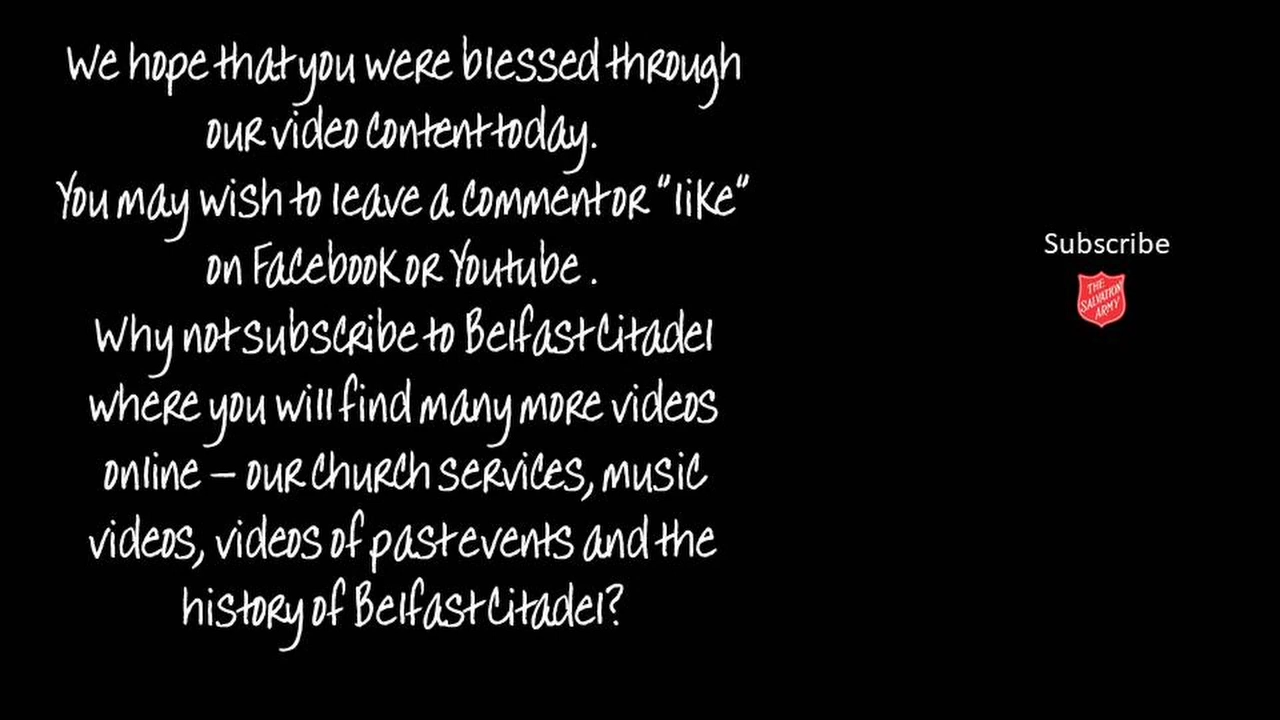 We hope that you were blessed through
our video content today.
You may wish to leave a comment or "like"
on Facebook or Youtube .
Why not subscribe to Belfast Citadel
where you will find many more videos
online – our church services, music
videos, videos of past events and the
history of Belfast Citadel?
Subscribe
THE
SALVATION
ARMY